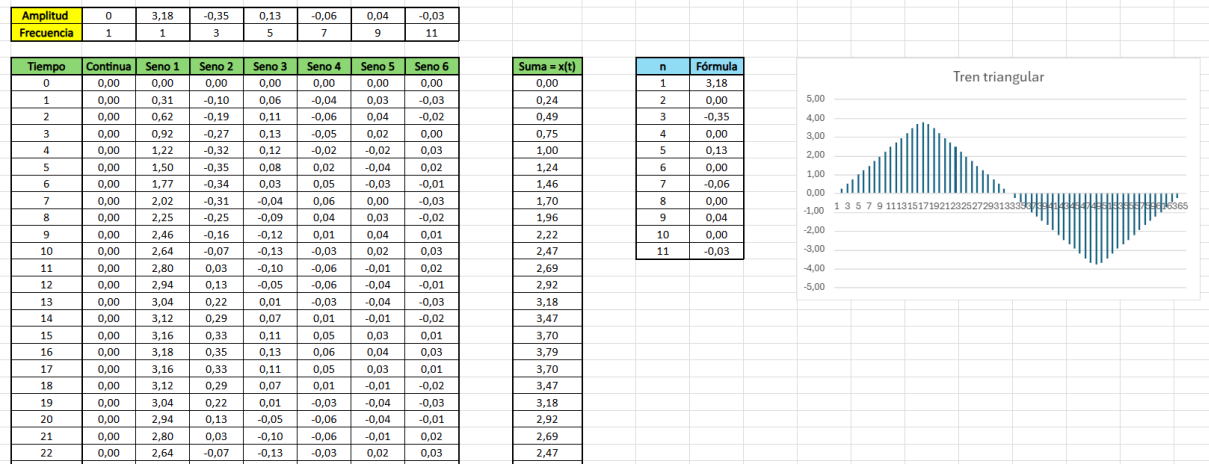 Amplitud 0 3,18 -0,35 0,13 -0,06 0,04 -0,03
Frecuencia 1 1 3 5 7 9 11
Tiempo Continua Seno 1 Seno 2 Seno 3 Seno 4 Seno 5 Seno 6 Suma = x(t)
0 0,00 0,00 0,00 0,00 0,00 0,00 0,00 0,00
1 0,00 0,31 -0,10 0,06 -0,04 0,03 -0,03 0,24
2 0,00 0,62 -0,19 0,11 -0,06 0,04 -0,02 0,49
3 0,00 0,92 -0,27 0,13 -0,05 0,02 0,00 0,75
4 0,00 1,22 -0,32 0,12 -0,02 -0,02 0,03 1,00
5 0,00 1,50 -0,35 0,08 0,02 -0,04 0,02 1,24
6 0,00 1,77 -0,34 0,03 0,05 -0,03 -0,01 1,46
7 0,00 2,02 -0,31 -0,04 0,06 0,00 -0,03 1,70
8 0,00 2,25 -0,25 -0,09 0,04 0,03 -0,02 1,96
9 0,00 2,46 -0,16 -0,12 0,01 0,04 0,01 2,22
10 0,00 2,64 -0,07 -0,13 -0,03 0,02 0,03 2,47
11 0,00 2,80 0,03 -0,10 -0,06 -0,01 0,02 2,69
12 0,00 2,94 0,13 -0,05 -0,06 -0,04 -0,01 2,92
13 0,00 3,04 0,22 0,01 -0,03 -0,04 -0,03 3,18
14 0,00 3,12 0,29 0,07 0,01 -0,01 -0,02 3,47
15 0,00 3,16 0,33 0,11 0,05 0,03 0,01 3,70
16 0,00 3,18 0,35 0,13 0,06 0,04 0,03 3,79
17 0,00 3,16 0,33 0,11 0,05 0,03 0,01 3,70
18 0,00 3,12 0,29 0,07 0,01 -0,01 -0,02 3,47
19 0,00 3,04 0,22 0,01 -0,03 -0,04 -0,03 3,18
20 0,00 2,94 0,13 -0,05 -0,06 -0,04 -0,01 2,92
21 0,00 2,80 0,03 -0,10 -0,06 -0,01 0,02 2,69
22 0,00 2,64 -0,07 -0,13 -0,03 0,02 0,03 2,47
n Fórmula
1 3,18
2 0,00
3 -0,35
4 0,00
5 0,13
6 0,00
7 -0,06
8 0,00
9 0,04
10 0,00
11 -0,03
Tren triangular
5,00
4,00
3,00
2,00
1,00
0,00
1 3 5 7 9 11 13 15 17 19 21 23 25 27 29 31 33
-1,00
-2,00
-3,00
-4,00
-5,00